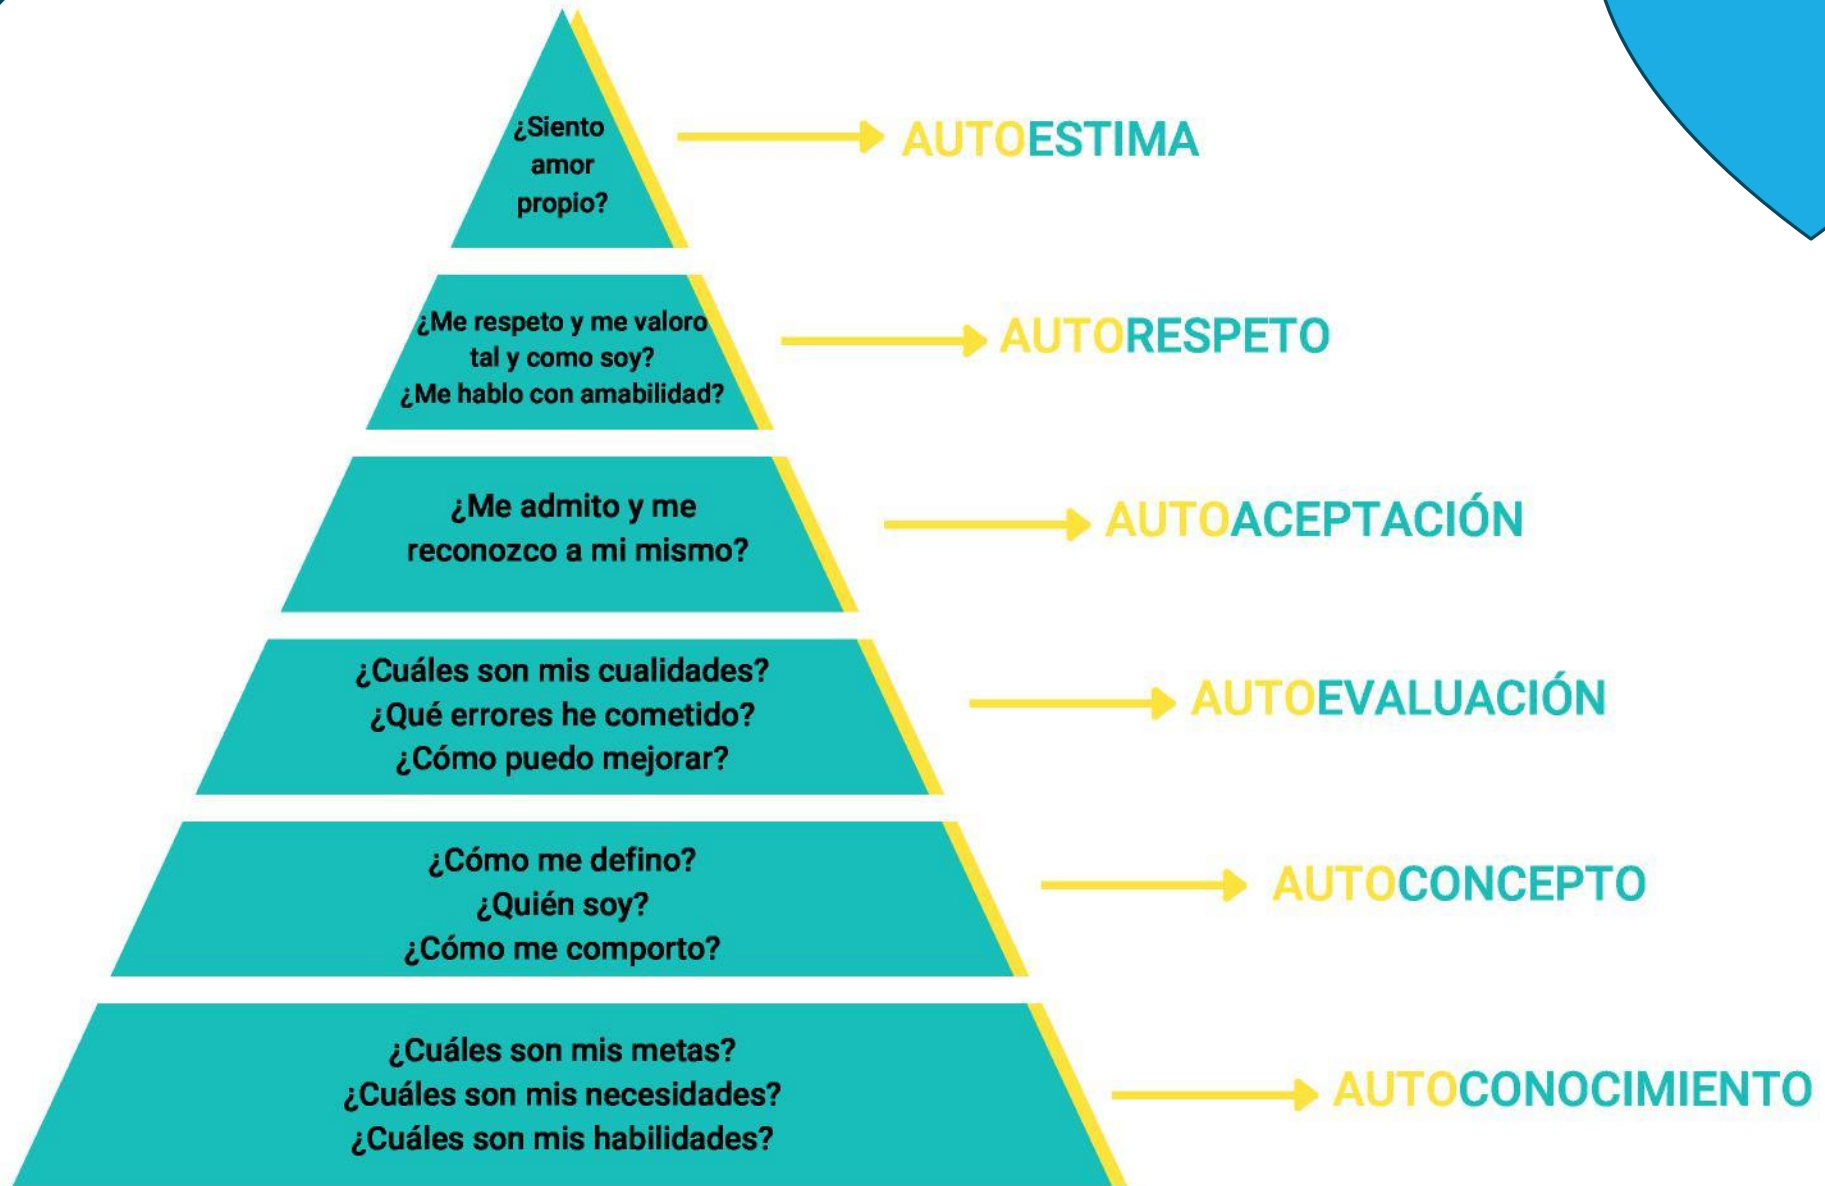 ¿Siento
amor
propio?
AUTOESTIMA
¿Me respeto y me valoro
tal y como soy?
¿Me hablo con amabilidad?
AUTORESPETO
¿Me admito y me
reconozco a mi mismo?
AUTOACEPTACIÓN
¿Cuáles son mis cualidades?
¿Qué errores he cometido?
¿Cómo puedo mejorar?
AUTOEVALUACIÓN
¿Cómo me defino?
¿Quién soy?
¿Cómo me comporto?
AUTOCONCEPTO
¿Cuáles son mis metas?
¿Cuáles son mis necesidades?
¿Cuáles son mis habilidades?
AUTOCONOCIMIENTO